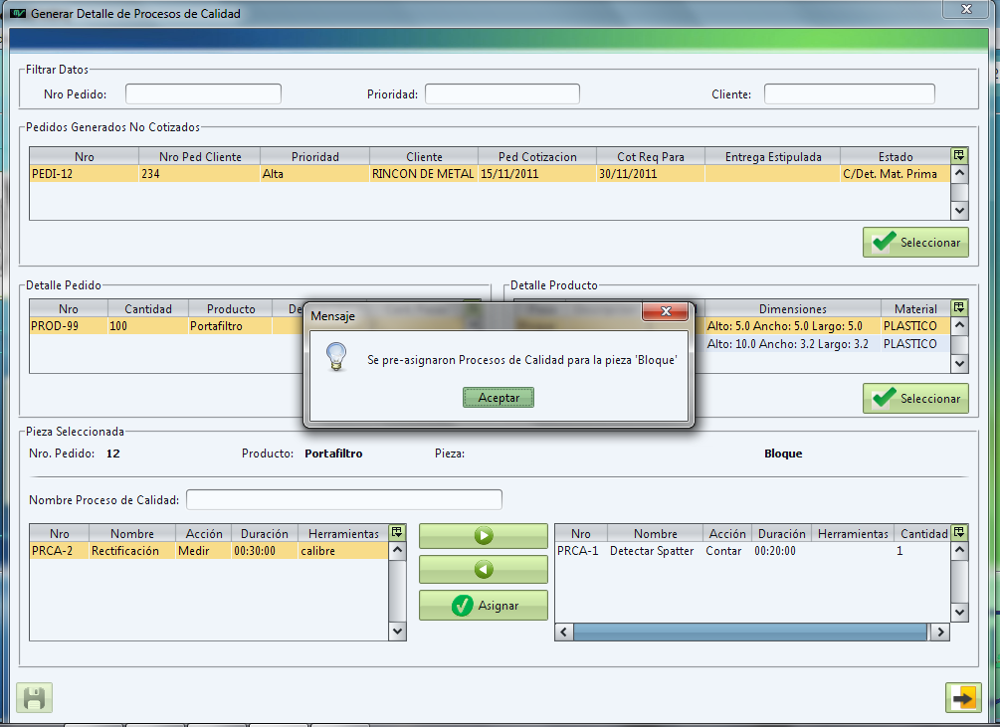 Generar Detalle de Procesos de Calidad
Filtrar Datos
Nro Pedido: Prioridad: Cliente:
Pedidos Generados No Cotizados
Nro Nro Ped Cliente Prioridad Cliente Ped Cotizacion Cot Req Para Entrega Estipulada Estado
PEDI-12 234 Alta RINCON DE METAL 15/11/2011 30/11/2011 C/Det. Mat. Prima
Seleccionar
Detalle Pedido Detalle Producto
Nro Cantidad Producto Dimensiones Material
PROD-99 100 Portafiltro Alto: 5.0 Ancho: 5.0 Largo: 5.0 PLASTICO
Alto: 10.0 Ancho: 3.2 Largo: 3.2 PLASTICO
Mensaje
Se pre-asignaron Procesos de Calidad para la pieza 'Bloque'
Aceptar
Seleccionar
Pieza Seleccionada
Nro. Pedido: 12 Producto: Portafiltro Pieza: Bloque
Nombre Proceso de Calidad:
Nro Nombre Acción Duración Herramientas
PRCA-2 Rectificación Medir 00:30:00 calibre
Asignar
Nro Nombre Acción Duración Herramientas Cantidad
PRCA-1 Detectar Spatter Contar 00:20:00 1